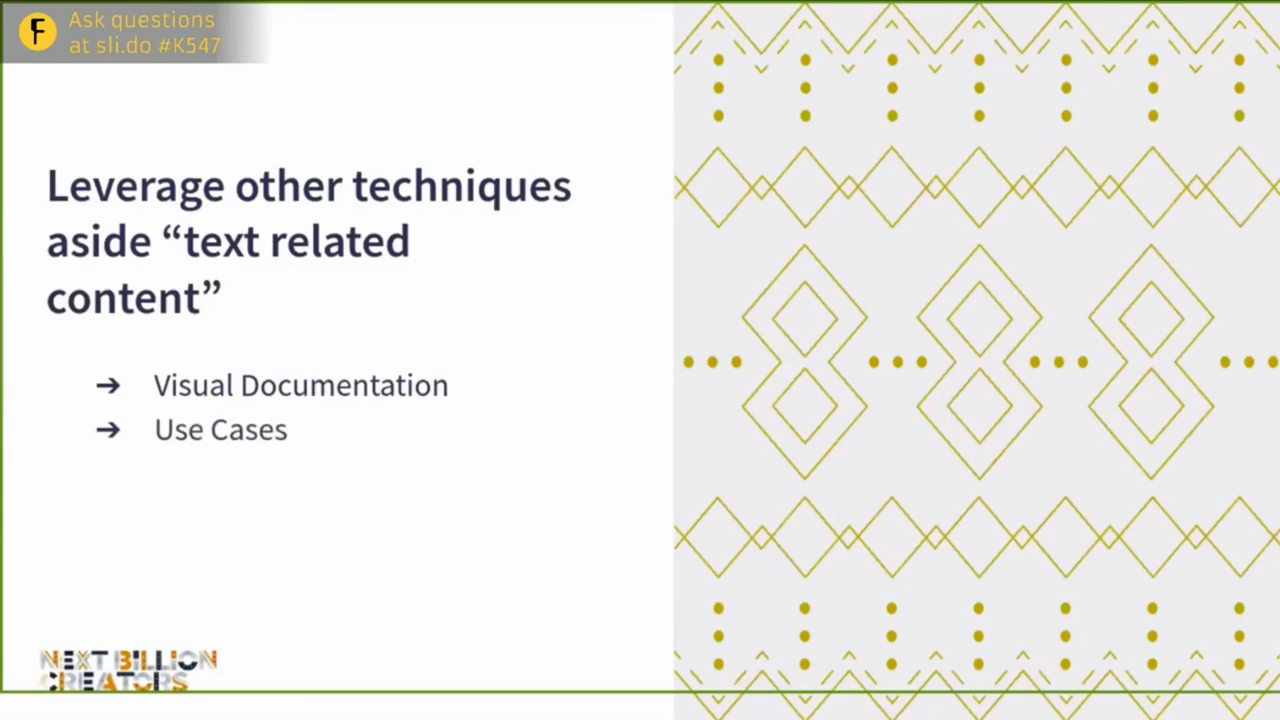 F
Ask questions
at sli.do #K547
Leverage other techniques
aside “text related
content”
➔ Visual Documentation
➔ Use Cases
NEXT BILLION
CREATORS